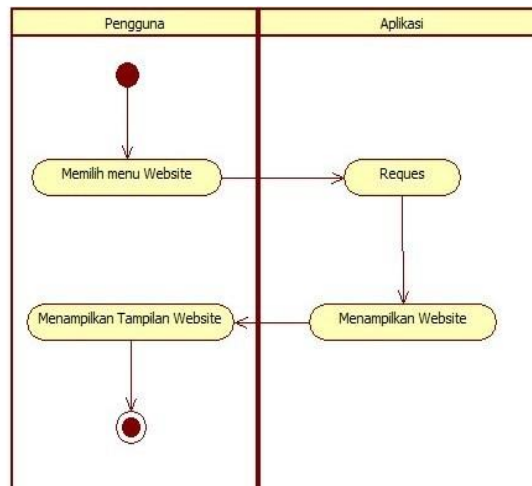 Pengguna
Aplikasi
Memilih menu Website
Reques
Menampilkan Tampilan Website
Menampilkan Website